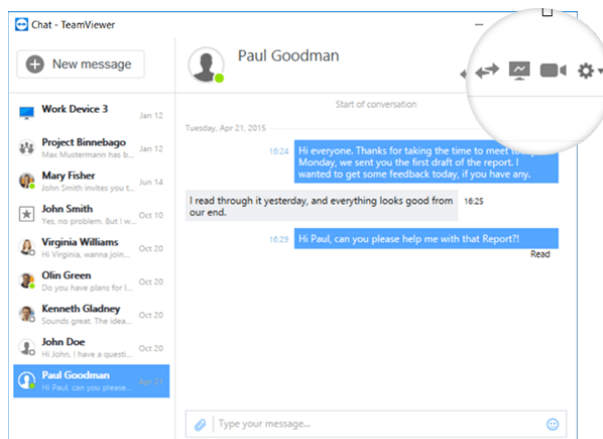 Chat - TeamViewer
New message
Work Device 3
Jan 12
Project Binnebago
Max Mustermann has b...
Jan 12
Mary Fisher
John Smith invites you t...
Jun 14
John Smith
Yes, no problem. But I w...
Oct 10
Virginia Williams
Hi Virginia, wanna join...
Oct 20
Olin Green
Do you have plans for l...
Oct 20
Kenneth Gladney
Sounds great. The idea...
Oct 20
John Doe
Hi John, I have a questi...
Oct 20
Paul Goodman
Hi Paul, can you please...
Apr 21
Paul Goodman
Start of conversation
Tuesday, Apr 21, 2015
16:24
Hi everyone. Thanks for taking the time to meet
Monday, we sent you the first draft of the report. I
wanted to get some feedback today, if you have any.
I read through it yesterday, and everything looks good from
our end.
16:25
16:29
Hi Paul, can you please help me with that Report?!
Read
Type your message...